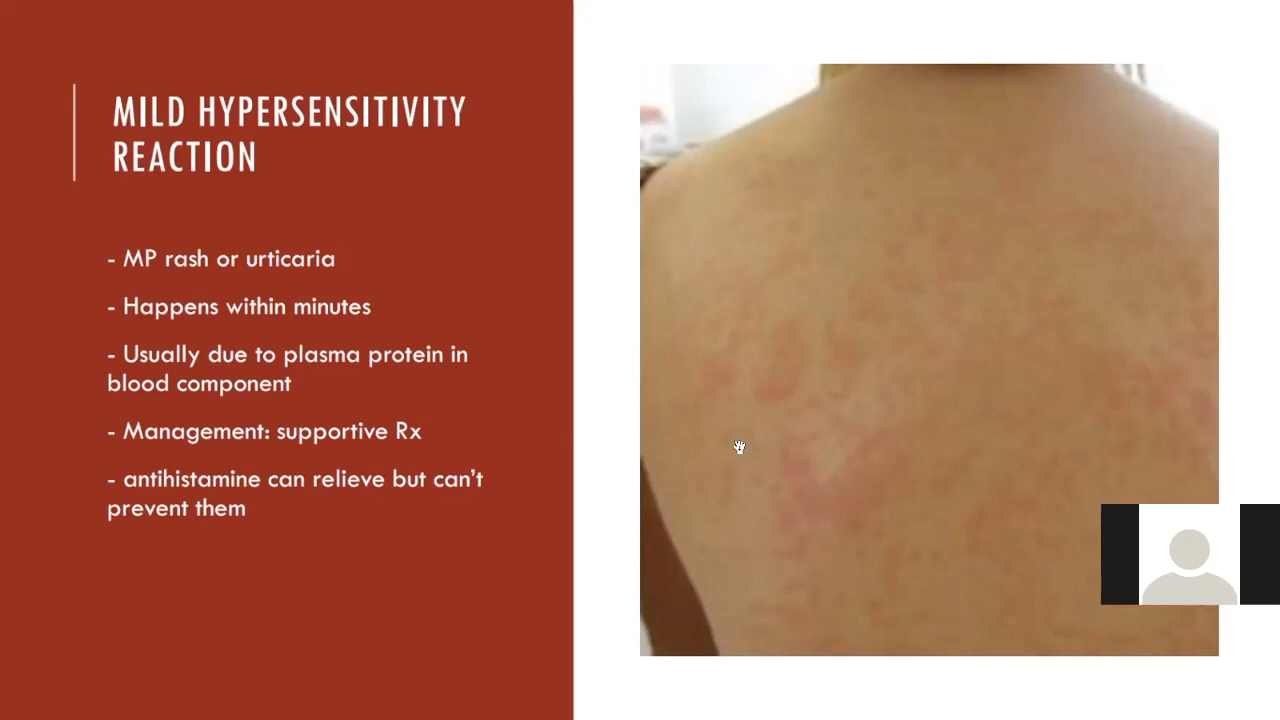 MILD HYPERSENSITIVITY
REACTION
- MP rash or urticaria
- Happens within minutes
- Usually due to plasma protein in
blood component
- Management: supportive Rx
- antihistamine can relieve but can’t
prevent them